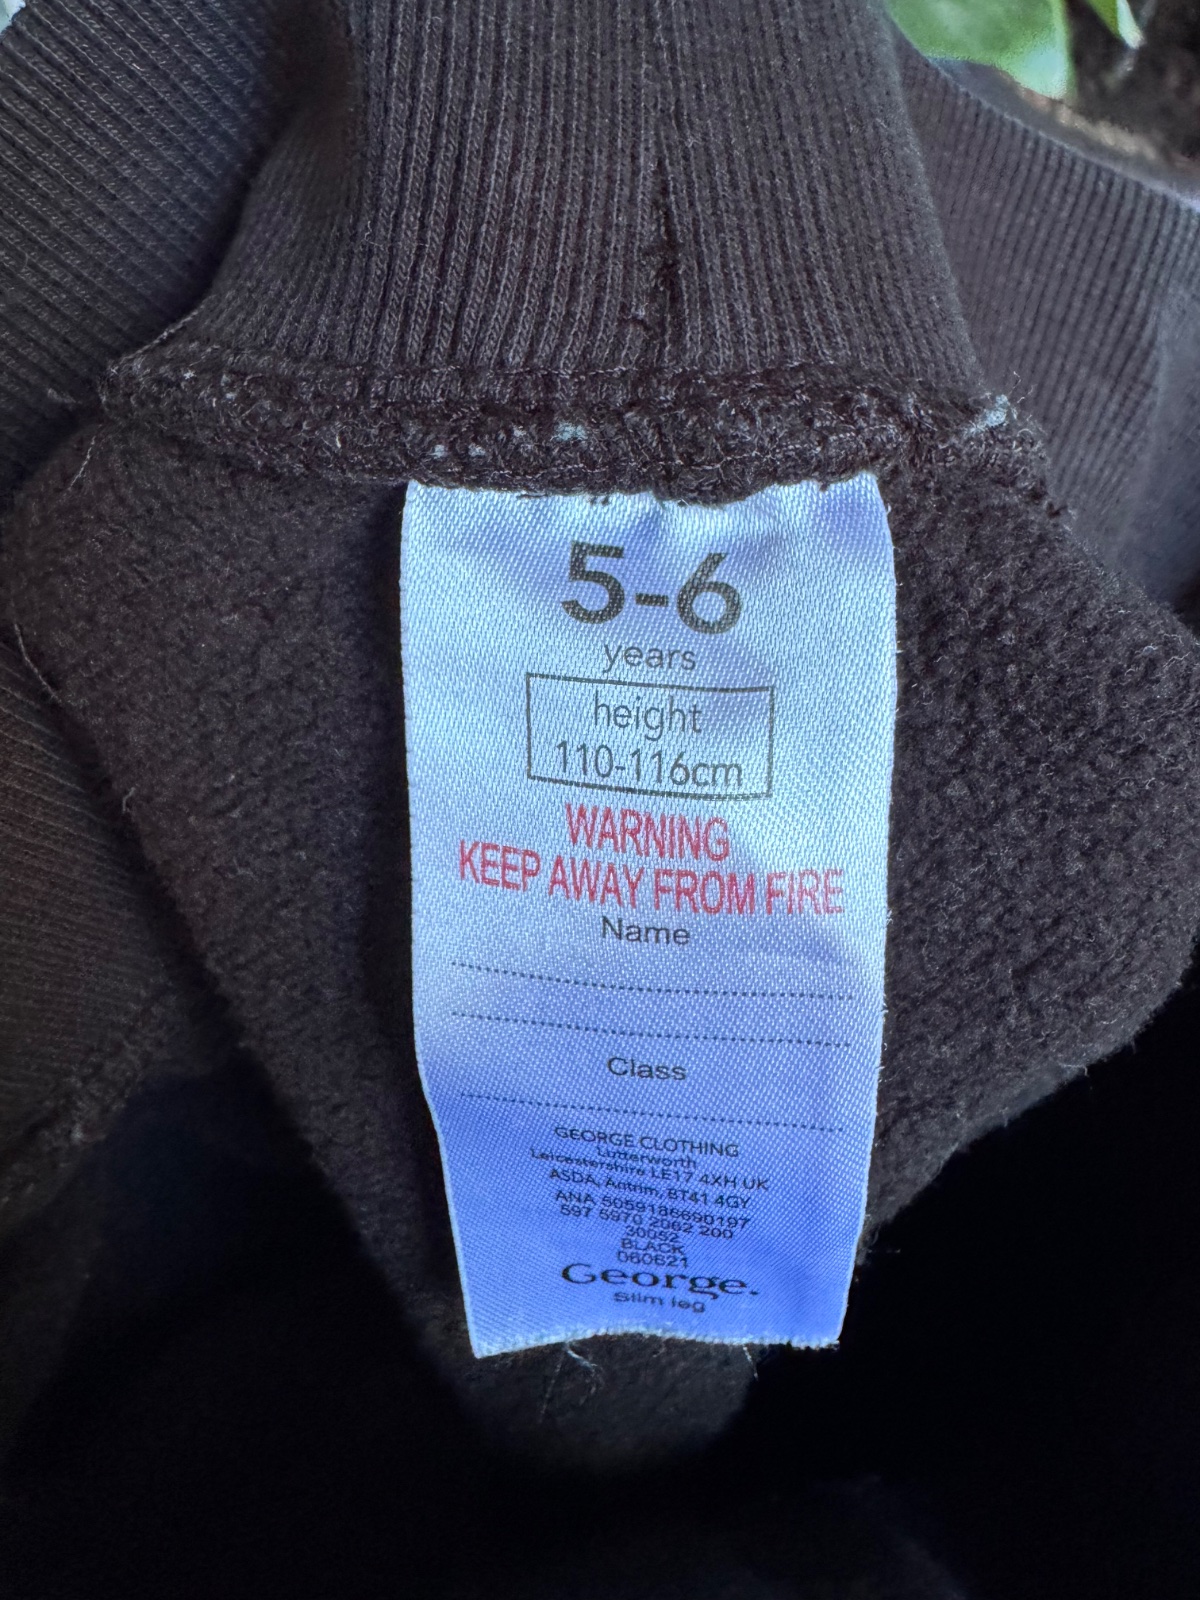 5-6
years
height
110-116cm
WARNING
KEEP AWAY FROM FIRE
Name
Class
GEORGE CLOTHING
Lutterworth
Leicestershire LE17 4XH UK
ASDA, Antrim, BT41 4GY
ANA 5059186690197
597 5970 2062 200
30052
BLACK
060621
George.
Slim leg